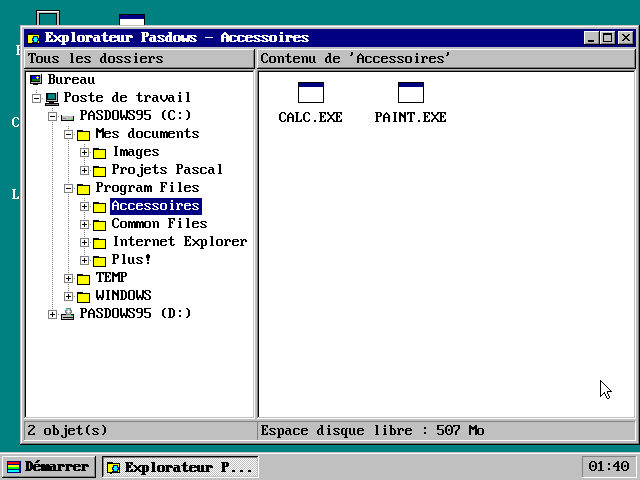 Explorateur Pasdows - Accessoires
Tous les dossiers
Contenu de 'Accessoires'
Bureau
Poste de travail
PASDOWS95 (C:)
Mes documents
Images
Projets Pascal
Program Files
Accessoires
Common Files
Internet Explorer
Plus!
TEMP
WINDOWS
PASDOWS95 (D:)
CALC.EXE
PAINT.EXE
2 objet(s)
Espace disque libre : 507 Mo
Démarrer
Explorateur P...
01:40